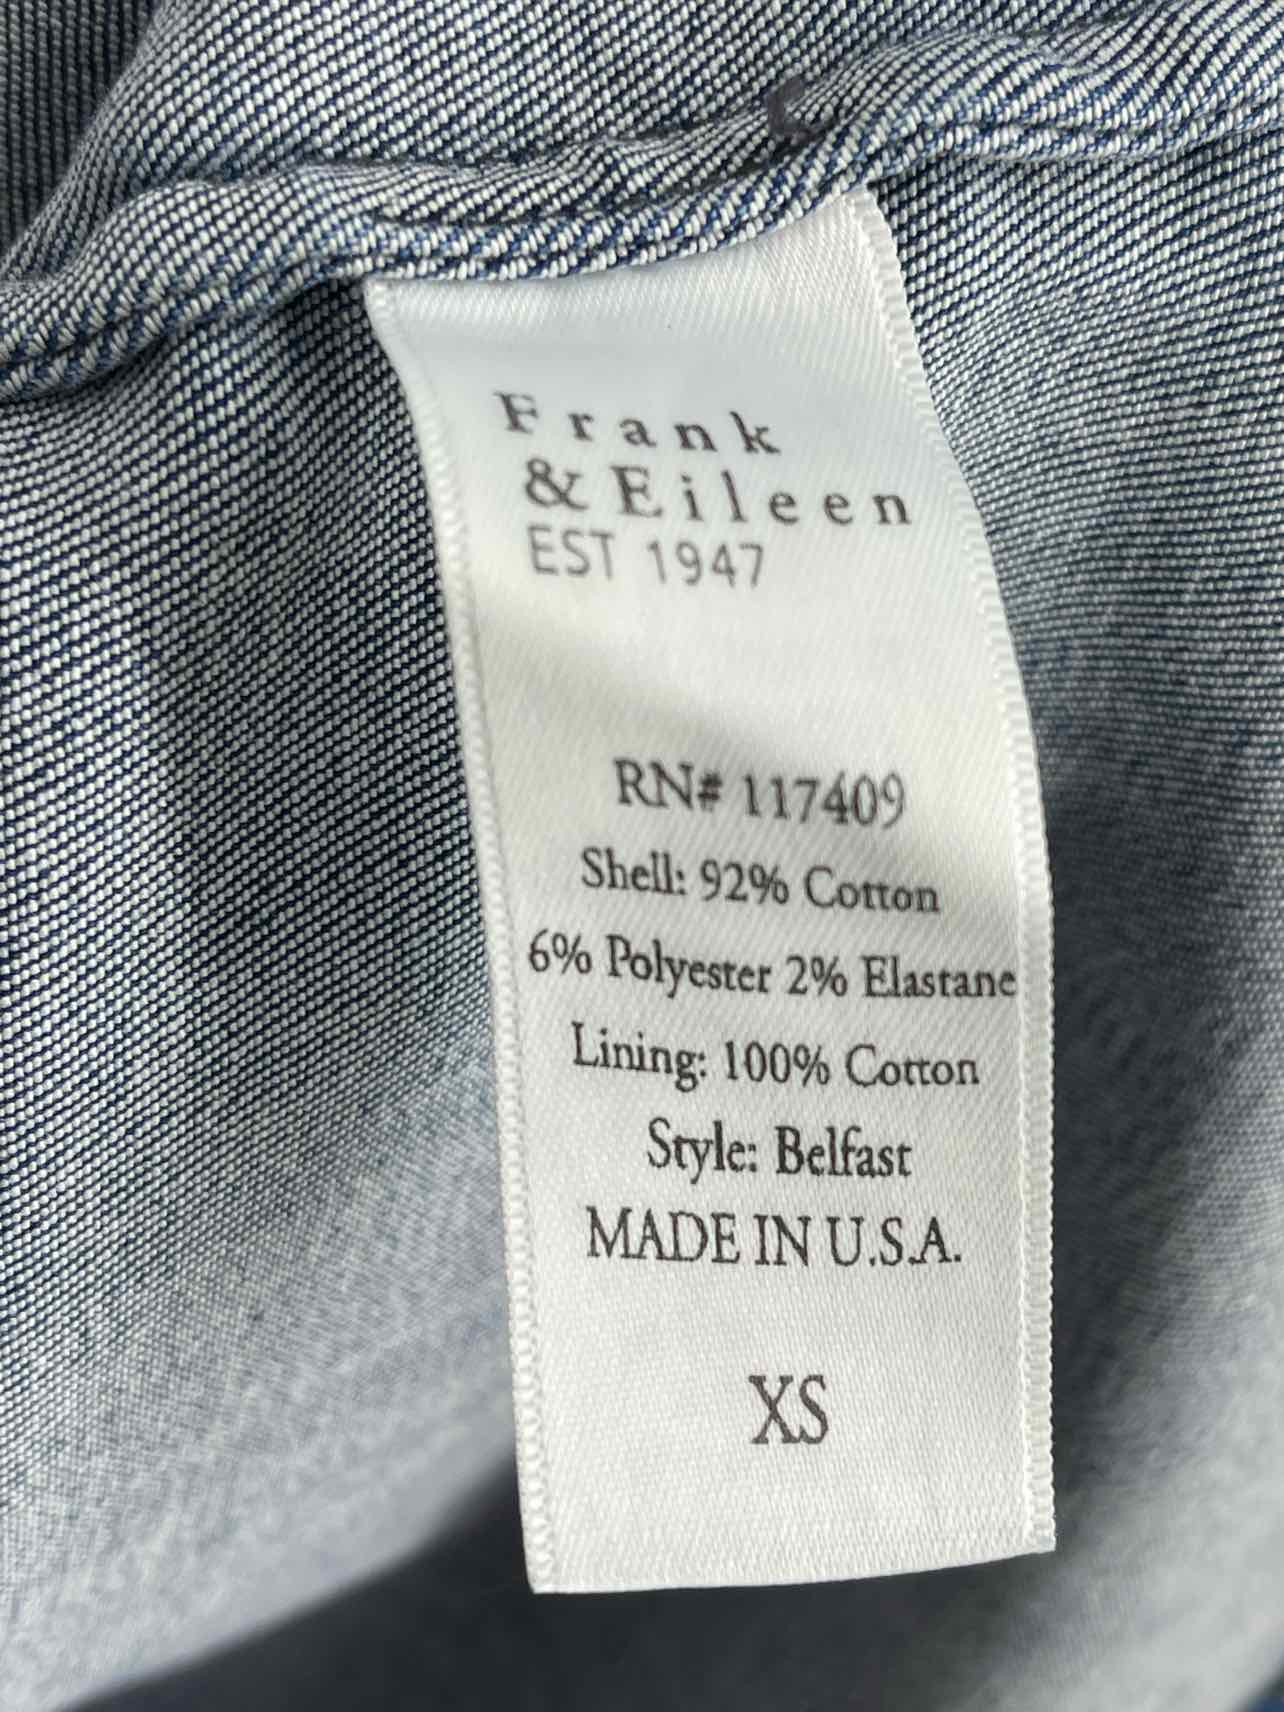 Frank
& Eileen
EST 1947
RN# 117409
Shell: 92% Cotton
6% Polyester 2% Elastane
Lining: 100% Cotton
Style: Belfast
MADE IN U.S.A.
XS